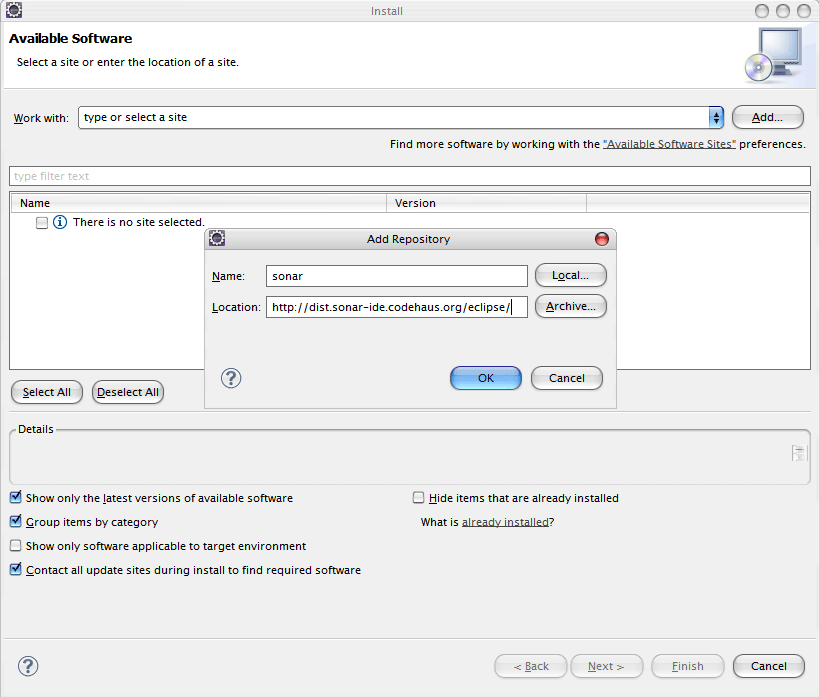 Install
Available Software
Select a site or enter the location of a site.
Work with: type or select a site Add...
Find more software by working with the "Available Software Sites" preferences.
type filter text
Name Version
There is no site selected.
Add Repository
Name: sonar Local...
Location: http://dist.sonar-ide.codehaus.org/eclipse/ Archive...
OK Cancel
Select All Deselect All
Details
Show only the latest versions of available software Hide items that are already installed
Group items by category What is already installed?
Show only software applicable to target environment
Contact all update sites during install to find required software
< Back Next > Finish Cancel